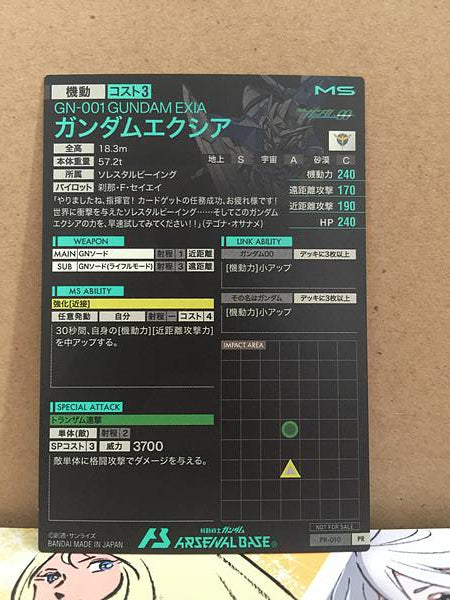 機動 コスト3 MS
GN-001 GUNDAM EXIA
ガンダムエクシア
全高 18.3m
本体重量 57.2t
所属 ソレスタルビーイング
パイロット 刹那・F・セイエイ
地上 S 宇宙 A 砂漠 C
機動力 240
遠距離攻撃 170
近距離攻撃 190
HP 240
「やりましたね、指揮官！カードゲットの任務成功、お疲れ様です！
世界に衝撃を与えたソレスタルビーイング……そしてこのガンダム
エクシアの力を、早速試してみてください！！」（テゴナ・オサナメ）
WEAPON
MAIN GNソード 射程 1 近距離
SUB GNソード(ライフルモード) 射程 3 遠距離
MS ABILITY
強化[近接]
任意発動 自分 射程 ー コスト 4
30秒間、自身の[機動力][近距離攻撃力]
を中アップする。
SPECIAL ATTACK
トランザム連撃
単体(敵) 射程 2
SPコスト 3 威力 3700
敵単体に格闘攻撃でダメージを与える。
LINK ABILITY
ガンダム00 デッキに3枚以上
[機動力]小アップ
その名はガンダム デッキに3枚以上
[機動力]小アップ
IMPACT AREA
©創通・サンライズ
BANDAI MADE IN JAPAN
機動戦士ガンダム
ARSENAL BASE
NOT FOR SALE
PR-010 PR